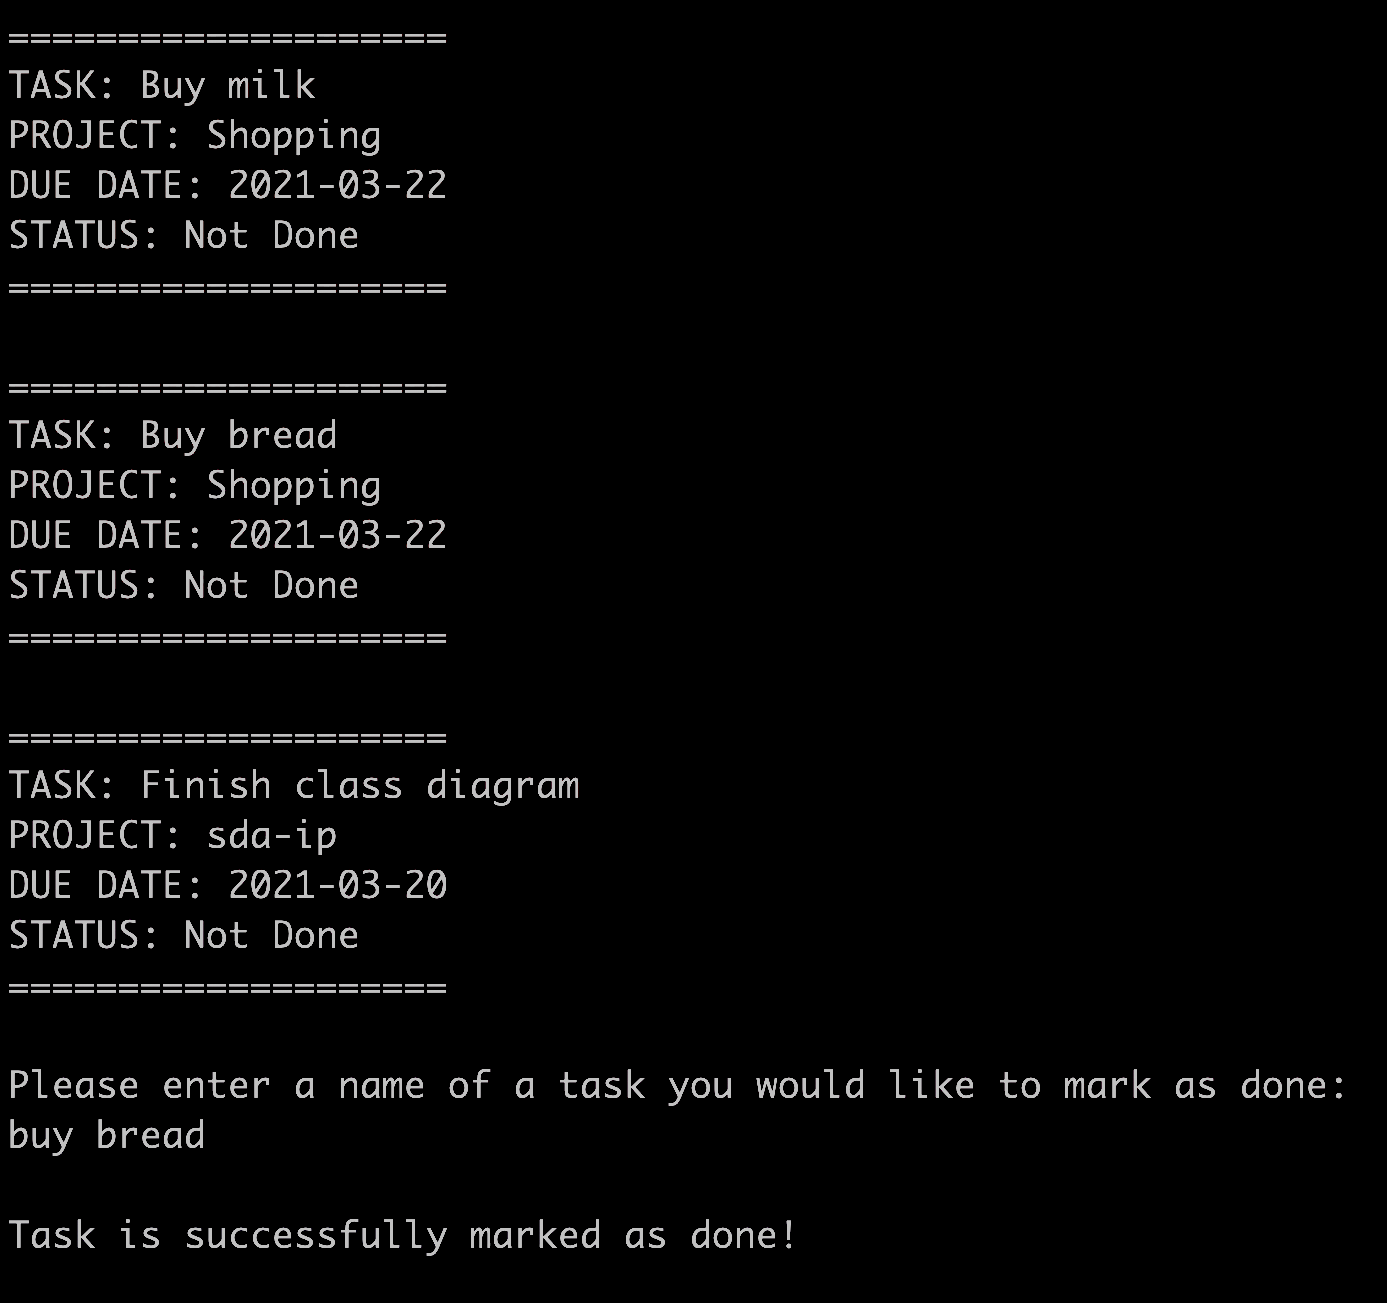 ====================
TASK: Buy milk
PROJECT: Shopping
DUE DATE: 2021-03-22
STATUS: Not Done
====================
====================
TASK: Buy bread
PROJECT: Shopping
DUE DATE: 2021-03-22
STATUS: Not Done
====================
====================
TASK: Finish class diagram
PROJECT: sda-ip
DUE DATE: 2021-03-20
STATUS: Not Done
====================
Please enter a name of a task you would like to mark as done:
buy bread
Task is successfully marked as done!